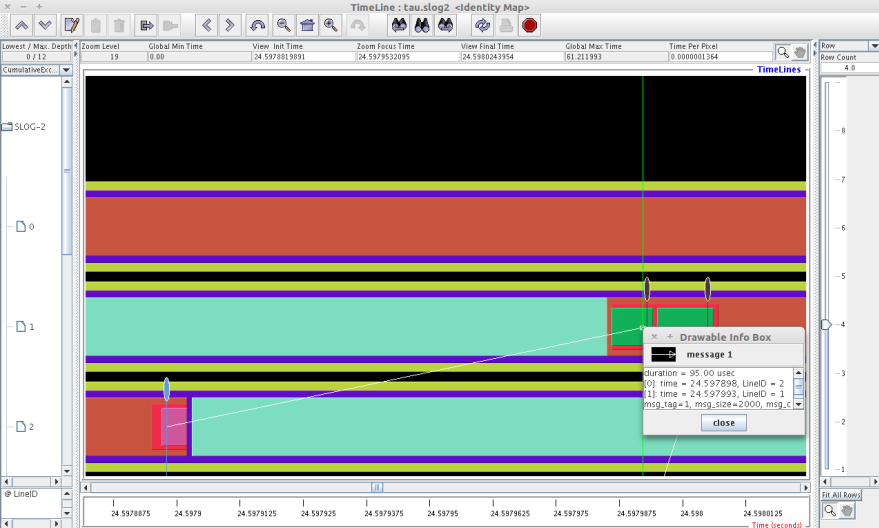 TimeLine : tau.slog2 <Identity Map>
Lowest / Max. Depth
0 / 12
Zoom Level
19
Global Min Time
0.00
View Init Time
24.5978819891
Zoom Focus Time
24.5979532095
View Final Time
24.5980243954
Global Max Time
61.211993
Time Per Pixel
0.0000001364
Row
Row Count
4.0
CumulativeExc...
TimeLines
SLOG-2
0
1
2
8
7
6
5
4
3
2
1
Drawable Info Box
message 1
duration = 95.00 usec
[0]: time = 24.597898, LineID = 2
[1]: time = 24.597993, LineID = 1
msg_tag=1, msg_size=2000, msg_c
close
@ LineID
Fit All Rows
24.5978875
24.5979
24.5979125
24.597925
24.5979375
24.59795
24.5979625
24.597975
24.5979875
24.598
24.5980125
Time (seconds)